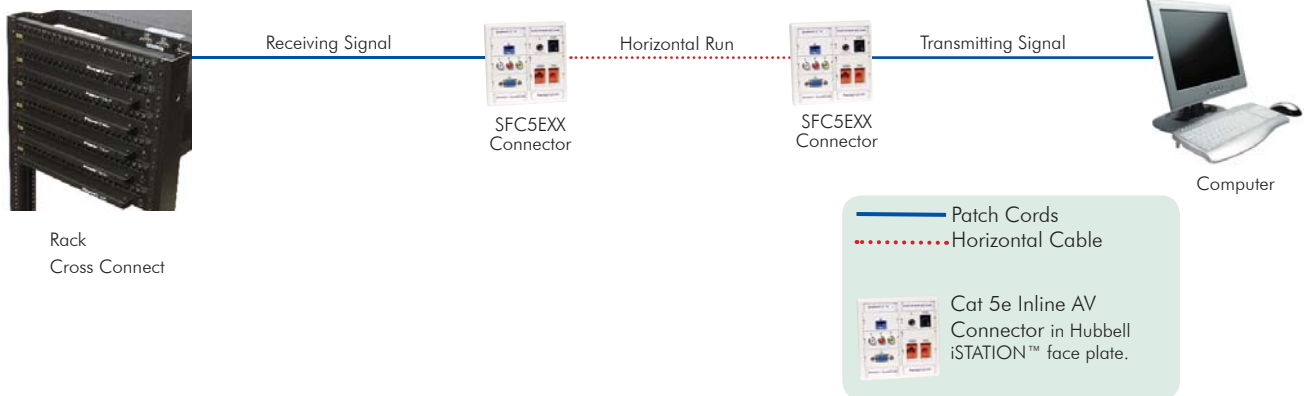 Receiving Signal
Horizontal Run
Transmitting Signal
SFC5EXX
Connector
SFC5EXX
Connector
Computer
Rack
Cross Connect
Patch Cords
Horizontal Cable
Cat 5e Inline AV
Connector in Hubbell
iSTATION™ face plate.